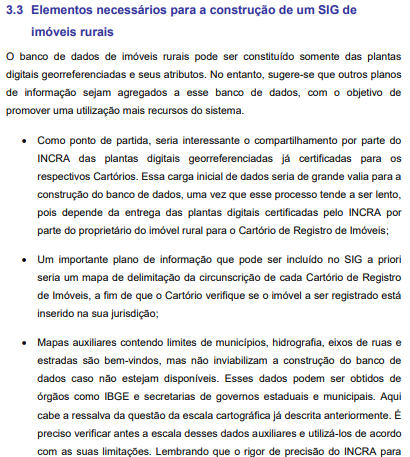 3.3 Elementos necessários para a construção de um SIG de
imóveis rurais
O banco de dados de imóveis rurais pode ser constituído somente das plantas
digitais georreferenciadas e seus atributos. No entanto, sugere-se que outros planos
de informação sejam agregados a esse banco de dados, com o objetivo de
promover uma utilização mais recursos do sistema.
• Como ponto de partida, seria interessante o compartilhamento por parte do
INCRA das plantas digitais georreferenciadas já certificadas para os
respectivos Cartórios. Essa carga inicial de dados seria de grande valia para a
construção do banco de dados, uma vez que esse processo tende a ser lento,
pois depende da entrega das plantas digitais certificadas pelo INCRA por
parte do proprietário do imóvel rural para o Cartório de Registro de Imóveis;
• Um importante plano de informação que pode ser incluído no SIG a priori
seria um mapa de delimitação da circunscrição de cada Cartório de Registro
de Imóveis, a fim de que o Cartório verifique se o imóvel a ser registrado está
inserido na sua jurisdição;
• Mapas auxiliares contendo limites de municípios, hidrografia, eixos de ruas e
estradas são bem-vindos, mas não inviabilizam a construção do banco de
dados caso não estejam disponíveis. Esses dados podem ser obtidos de
órgãos como IBGE e secretarias de governos estaduais e municipais. Aqui
cabe a ressalva da questão da escala cartográfica já descrita anteriormente. É
preciso verificar antes a escala desses dados auxiliares e utilizá-los de acordo
com as suas limitações. Lembrando que o rigor de precisão do INCRA para